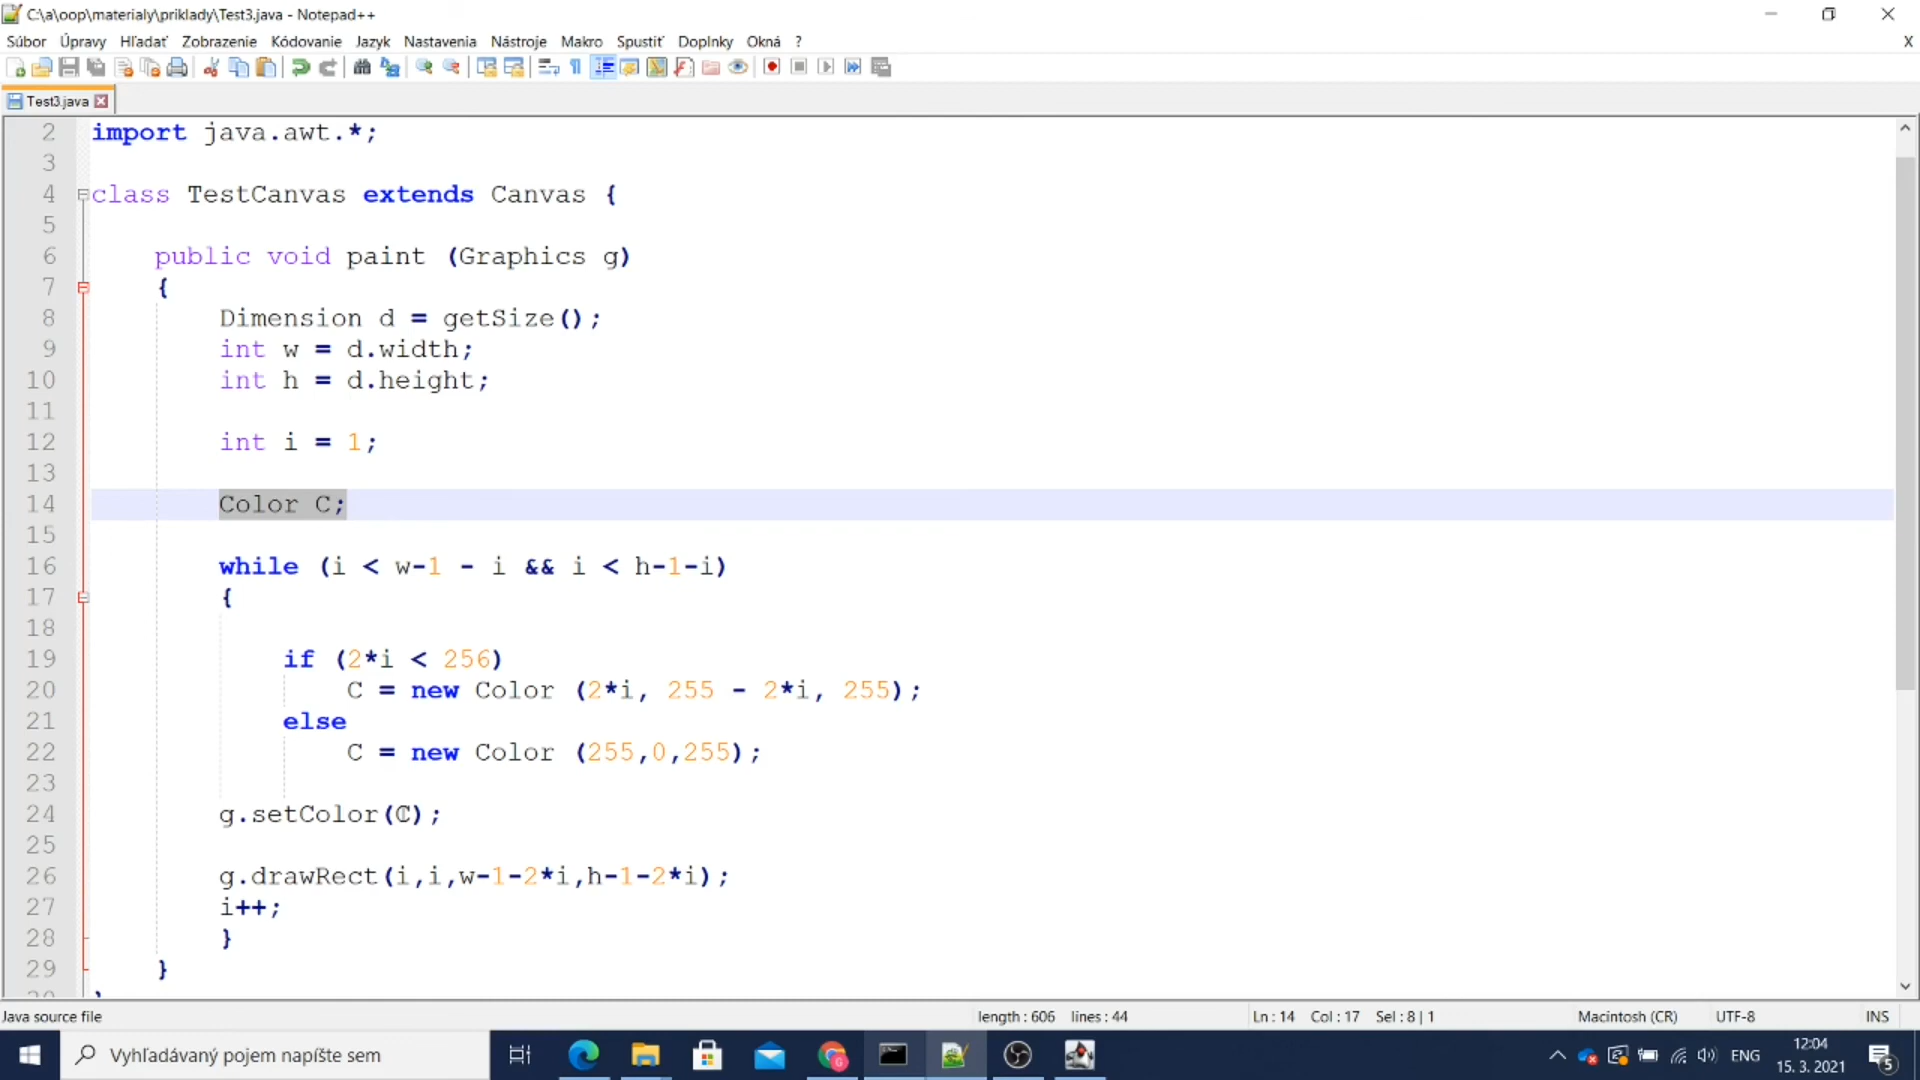 C:\a\oop\materialy\priklady\Test3.java - Notepad++
Súbor Úpravy Hľadať Zobrazenie Kódovanie Jazyk Nastavenia Nástroje Makro Spustiť Doplnky Okná ? X
Test3.java
2 import java.awt.*;
3
4 class TestCanvas extends Canvas {
5
6 public void paint (Graphics g)
7 {
8 Dimension d = getSize();
9 int w = d.width;
10 int h = d.height;
11
12 int i = 1;
13
14 Color C;
15
16 while (i < w-1 - i && i < h-1-i)
17 {
18
19 if (2*i < 256)
20 C = new Color (2*i, 255 - 2*i, 255);
21 else
22 C = new Color (255,0,255);
23
24 g.setColor(C);
25
26 g.drawRect(i,i,w-1-2*i,h-1-2*i);
27 i++;
28 }
29 }
Java source file length : 606 lines : 44 Ln : 14 Col : 17 Sel : 8 | 1 Macintosh (CR) UTF-8 INS
Vyhľadávaný pojem napíšte sem ENG 12:04
15. 3. 2021 5